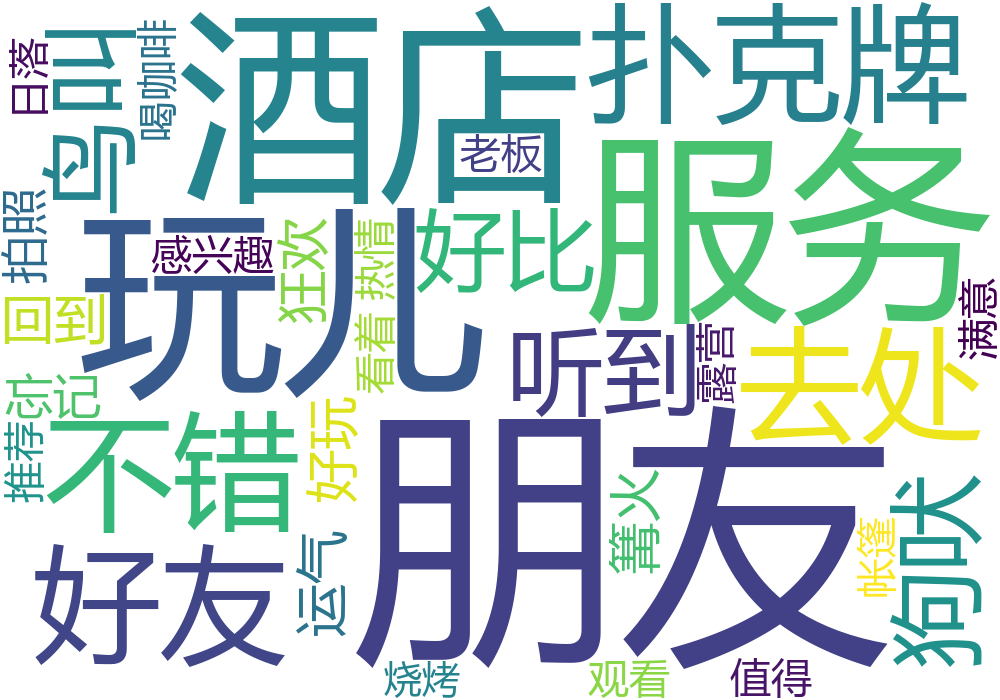 日落
鸟叫
喝咖啡
酒店
扑克牌
老板
拍照
玩儿
感兴趣
狂欢
热情
看着
好比
服务
满意
回到
听到
露营
去处
忘记
推荐
不错
好玩
朋友
好友
运气
篝火
帐篷
狗吠
烧烤
观看
值得